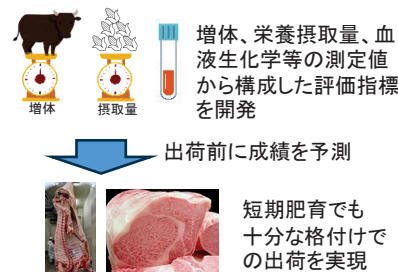 増体、栄養摂取量、血
液生化学等の測定値
から構成した評価指標
を開発
増体
摂取量
出荷前に成績を予測
短期肥育でも
十分な格付けで
の出荷を実現